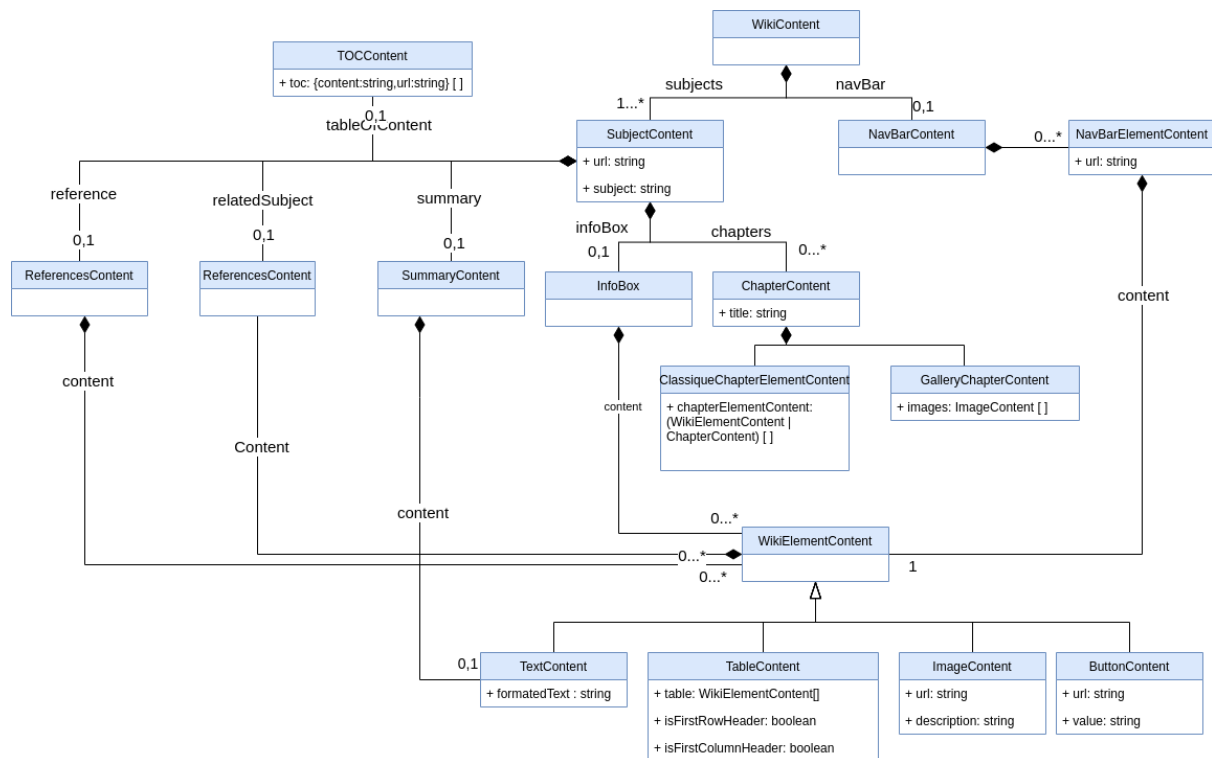 WikiContent
TOCContent
+ toc: {content:string,url:string} [ ]
subjects
navBar
1...*
0,1
0,1
tableOfContent
SubjectContent
+ url: string
+ subject: string
NavBarContent
0...*
NavBarElementContent
+ url: string
reference
relatedSubject
summary
0,1
0,1
0,1
infoBox
chapters
0,1
0...*
ReferencesContent
ReferencesContent
SummaryContent
InfoBox
ChapterContent
+ title: string
content
content
content
Content
content
ClassiqueChapterElementContent
+ chapterElementContent:
(WikiElementContent |
ChapterContent) [ ]
GalleryChapterContent
+ images: ImageContent [ ]
0...*
WikiElementContent
0...*
0...*
1
0,1
TextContent
+ formatedText : string
TableContent
+ table: WikiElementContent[]
+ isFirstRowHeader: boolean
+ isFirstColumnHeader: boolean
ImageContent
+ url: string
+ description: string
ButtonContent
+ url: string
+ value: string